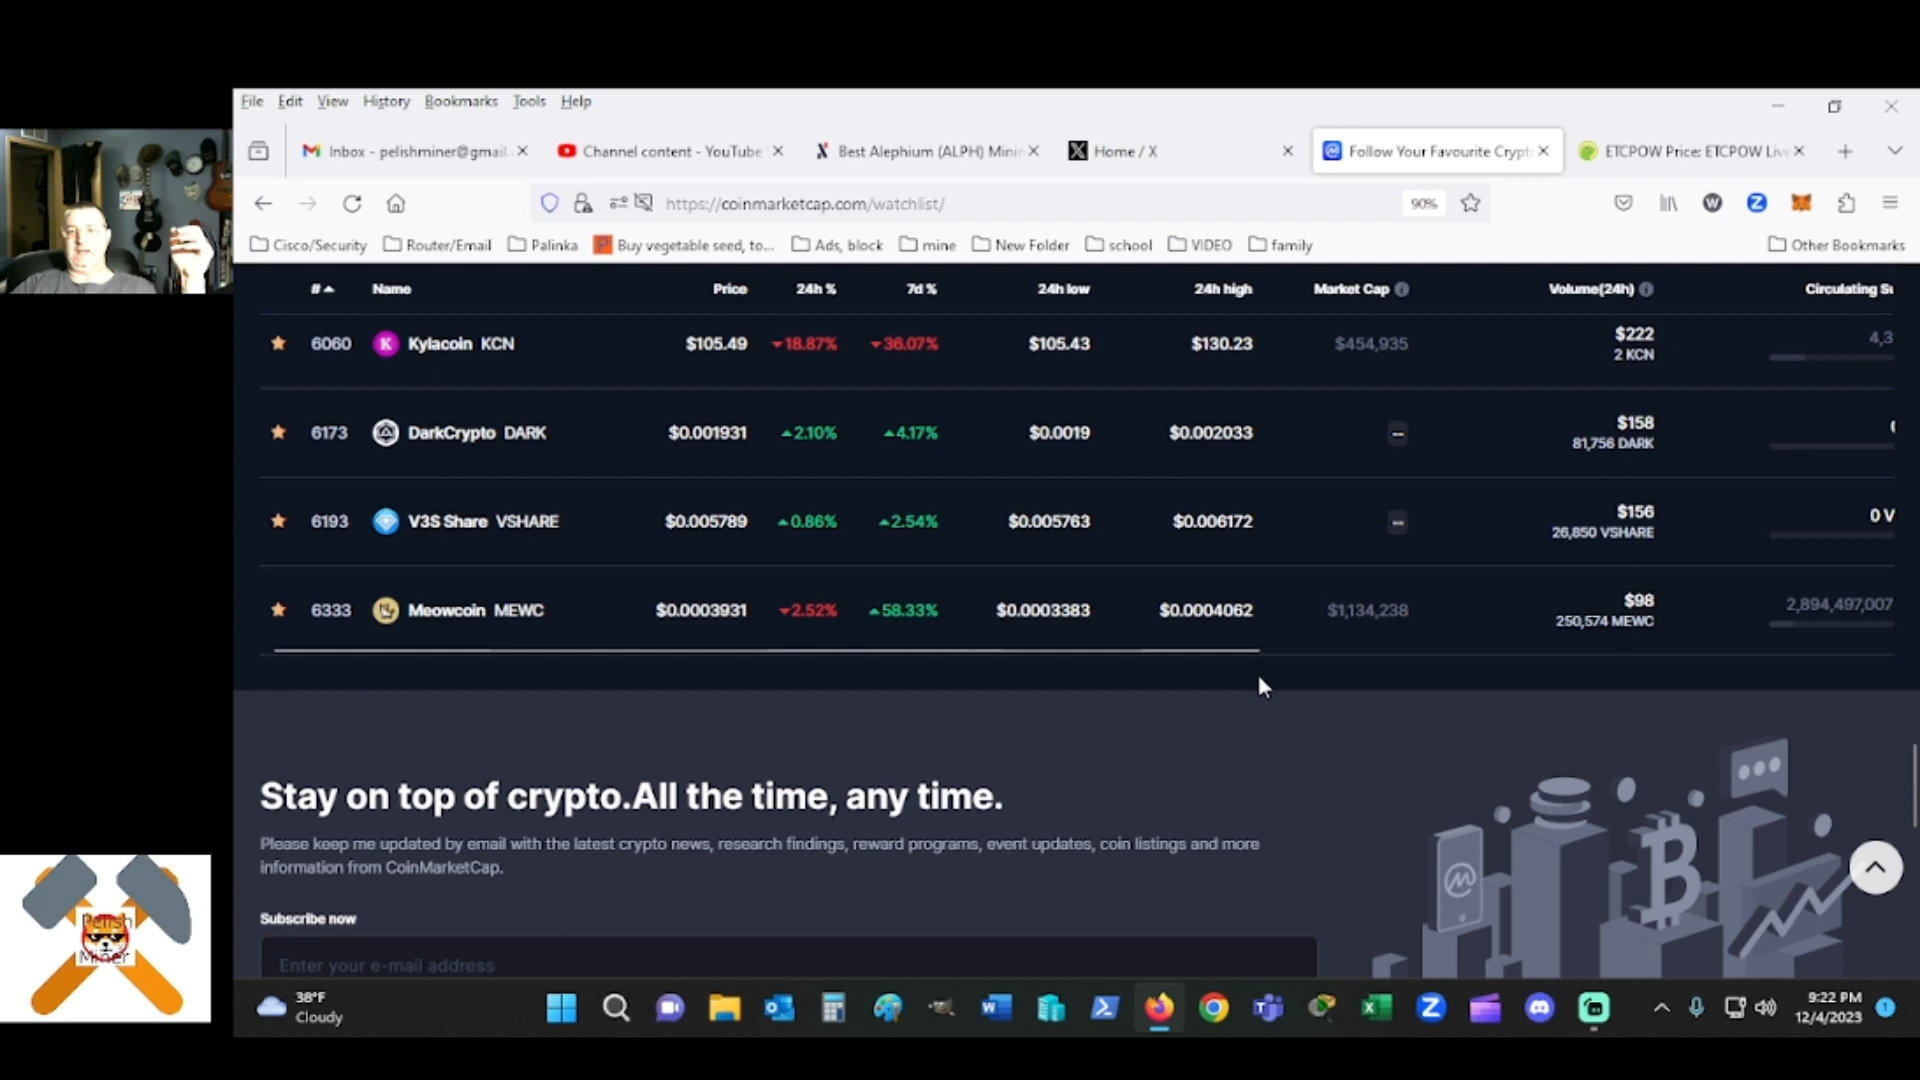 File Edit View History Bookmarks Tools Help
Inbox - pelishminer@gmail. Channel content - YouTube Best Alephium (ALPH) Minin Home / X Follow Your Favourite Crypt ETCPOW Price: ETCPOW Live
https://coinmarketcap.com/watchlist/ 90%
Cisco/Security Router/Email Palinka Buy vegetable seed, to... Ads, block mine New Folder school VIDEO family Other Bookmarks
# Name Price 24h % 7d % 24h low 24h high Market Cap Volume(24h) Circulating Su
6060 Kylacoin KCN $105.49 18.87% 36.07% $105.43 $130.23 $454,935 $222 4,3
2 KCN
6173 DarkCrypto DARK $0.001931 2.10% 4.17% $0.0019 $0.002033 -- $158
81,756 DARK
6193 V3S Share VSHARE $0.005789 0.86% 2.54% $0.005763 $0.006172 -- $156 0 V
26,850 VSHARE
6333 Meowcoin MEWC $0.0003931 2.52% 58.33% $0.0003383 $0.0004062 $1,134,238 $98 2,894,497,007
250,574 MEWC
Stay on top of crypto.All the time, any time.
Please keep me updated by email with the latest crypto news, research findings, reward programs, event updates, coin listings and more
information from CoinMarketCap.
Subscribe now
Enter your e-mail address
Pelish
Miner
38°F
Cloudy
9:22 PM
12/4/2023
1